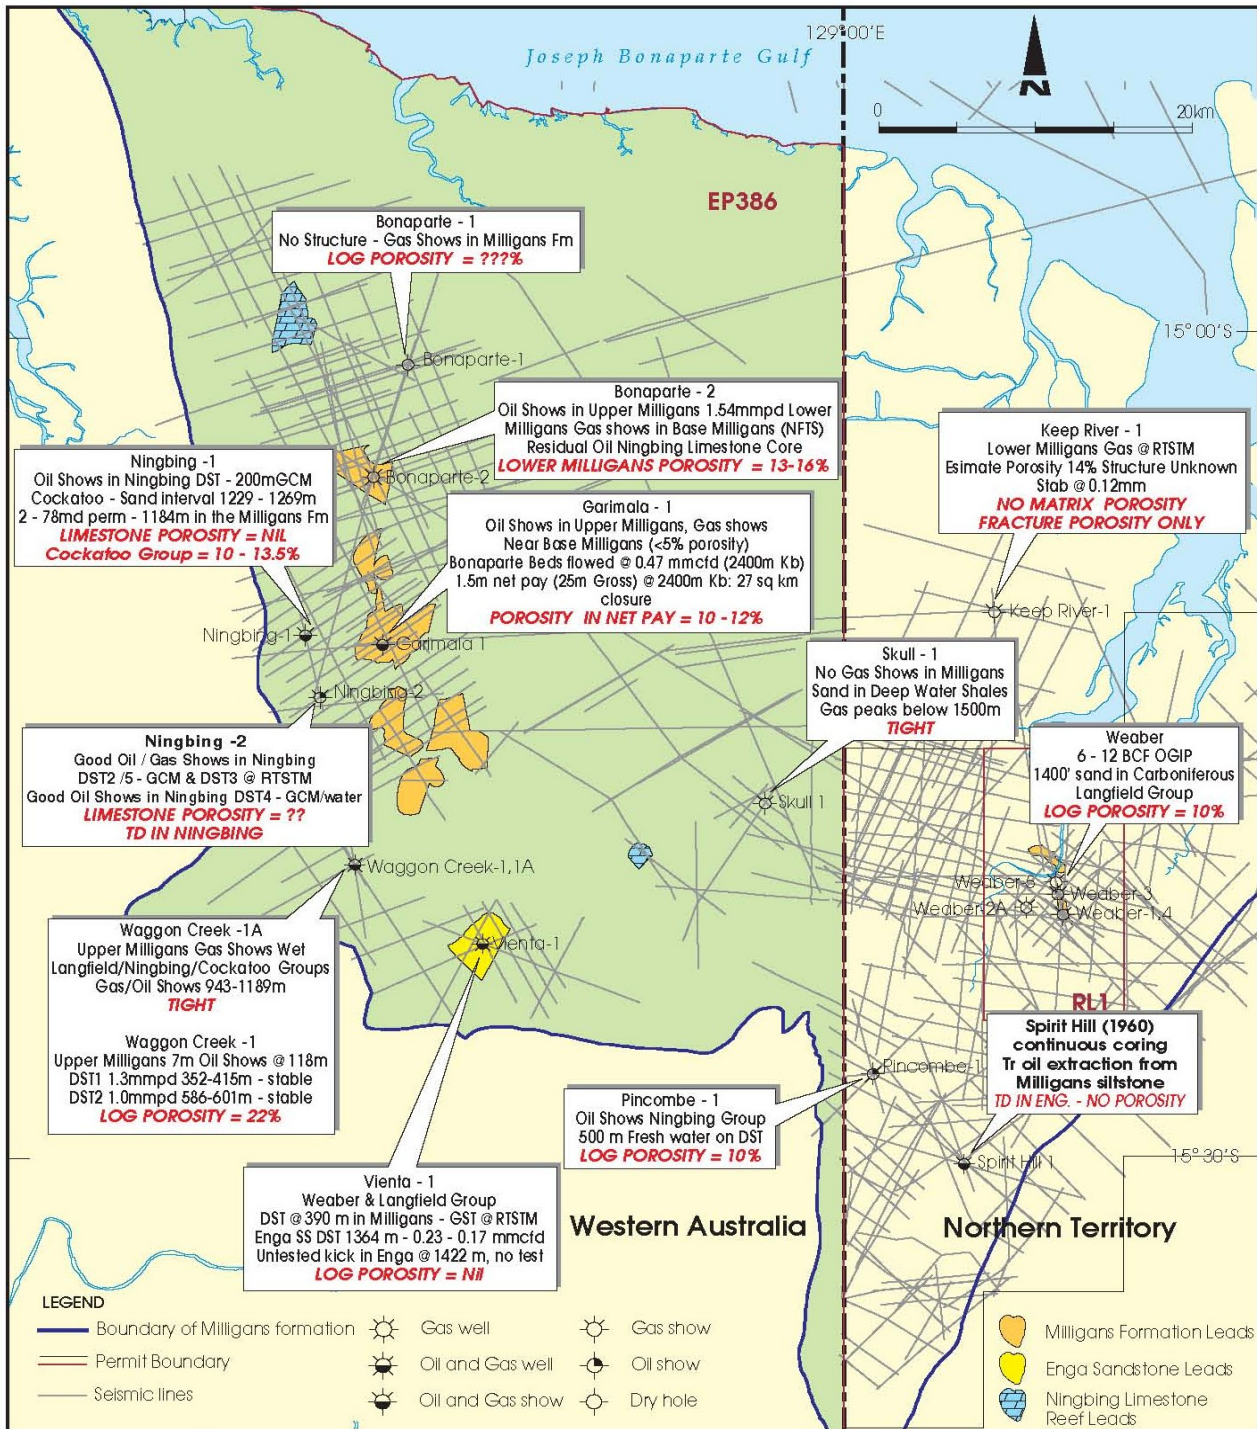 129°00'E
Joseph Bonaparte Gulf
N
0
20km
EP386
Bonaparte - 1
No Structure - Gas Shows in Milligans Fm
LOG POROSITY = ???%
15°00'S
Bonaparte-1
Bonaparte - 2
Oil Shows in Upper Milligans 1.54mmpd Lower
Milligans Gas shows in Base Milligans (NFTS)
Residual Oil Ningbing Limestone Core
LOWER MILLIGANS POROSITY = 13-16%
Keep River - 1
Lower Milligans Gas @ RTSTM
Esimate Porosity 14% Structure Unknown
Stab @ 0.12mm
NO MATRIX POROSITY
FRACTURE POROSITY ONLY
Ningbing -1
Oil Shows in Ningbing DST - 200mGCM
Cockatoo - Sand interval 1229 - 1269m
2 - 78md perm - 1184m in the Milligans Fm
LIMESTONE POROSITY = NIL
Cockatoo Group = 10 - 13.5%
Bonaparte-2
Garimala - 1
Oil Shows in Upper Milligans, Gas shows
Near Base Milligans (<5% porosity)
Bonaparte Beds flowed @ 0.47 mmcfd (2400m Kb)
1.5m net pay (25m Gross) @ 2400m Kb: 27 sq km
closure
POROSITY IN NET PAY = 10 -12%
Keep River-1
Ningbing-1
Garimala 1
Skull - 1
No Gas Shows in Milligans
Sand in Deep Water Shales
Gas peaks below 1500m
TIGHT
Ningbing-2
Ningbing -2
Good Oil / Gas Shows in Ningbing
DST2 /5 - GCM & DST3 @ RTSTM
Good Oil Shows in Ningbing DST4 - GCM/water
LIMESTONE POROSITY = ??
TD IN NINGBING
Weaber
6 - 12 BCF OGIP
1400' sand in Carboniferous
Langfield Group
LOG POROSITY = 10%
Skull 1
Waggon Creek-1,1A
Weaber-5
Weaber-3
Weaber-2A
Weaber-1,4
Waggon Creek -1A
Upper Milligans Gas Shows Wet
Langfield/Ningbing/Cockatoo Groups
Gas/Oil Shows 943-1189m
TIGHT
Waggon Creek -1
Upper Milligans 7m Oil Shows @ 118m
DST1 1.3mmpd 352-415m - stable
DST2 1.0mmpd 586-601m - stable
LOG POROSITY = 22%
Vienta-1
RL1
Spirit Hill (1960)
continuous coring
Tr oil extraction from
Milligans siltstone
TD IN ENG. - NO POROSITY
Pincombe-1
Pincombe - 1
Oil Shows Ningbing Group
500 m Fresh water on DST
LOG POROSITY = 10%
Spirit Hill 1
15°30'S
Vienta - 1
Weaber & Langfield Group
DST @ 390 m in Milligans - GST @ RTSTM
Enga SS DST 1364 m - 0.23 - 0.17 mmcfd
Untested kick in Enga @ 1422 m, no test
LOG POROSITY = Nil
Western Australia
Northern Territory
LEGEND
Boundary of Milligans formation
Permit Boundary
Seismic lines
Gas well
Oil and Gas well
Oil and Gas show
Gas show
Oil show
Dry hole
Milligans Formation Leads
Enga Sandstone Leads
Ningbing Limestone
Reef Leads